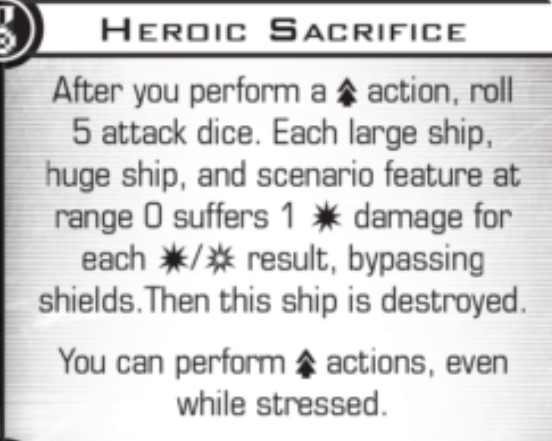 HEROIC SACRIFICE
After you perform a action, roll
5 attack dice. Each large ship,
huge ship, and scenario feature at
range 0 suffers 1 damage for
each / result, bypassing
shields.Then this ship is destroyed.
You can perform actions, even
while stressed.